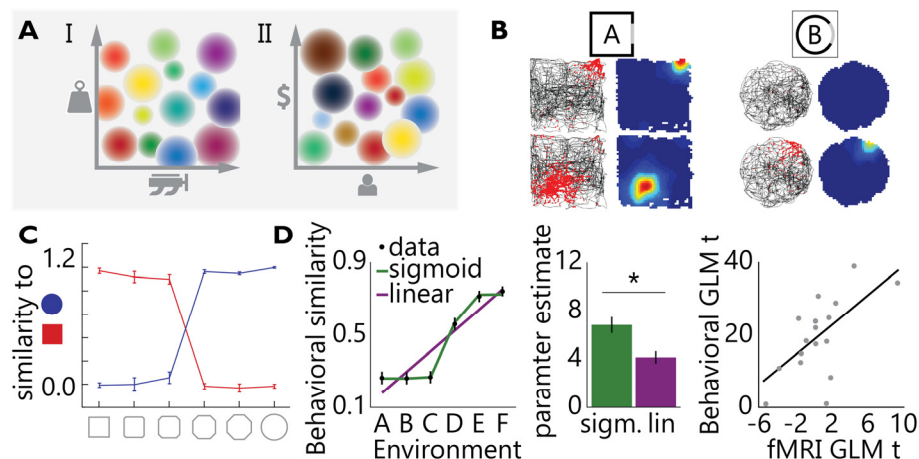 A
I
II
$
B
A
B
C
1.2
0.0
similarity to
D
Behavioral similarity
0.9
0.5
0.1
data
sigmoid
linear
A B C D E F
Environment
paramter estimate
12
8
4
0
*
sigm. lin
Behavioral GLM t
40
20
0
-6 -2 2 6 10
fMRI GLM t